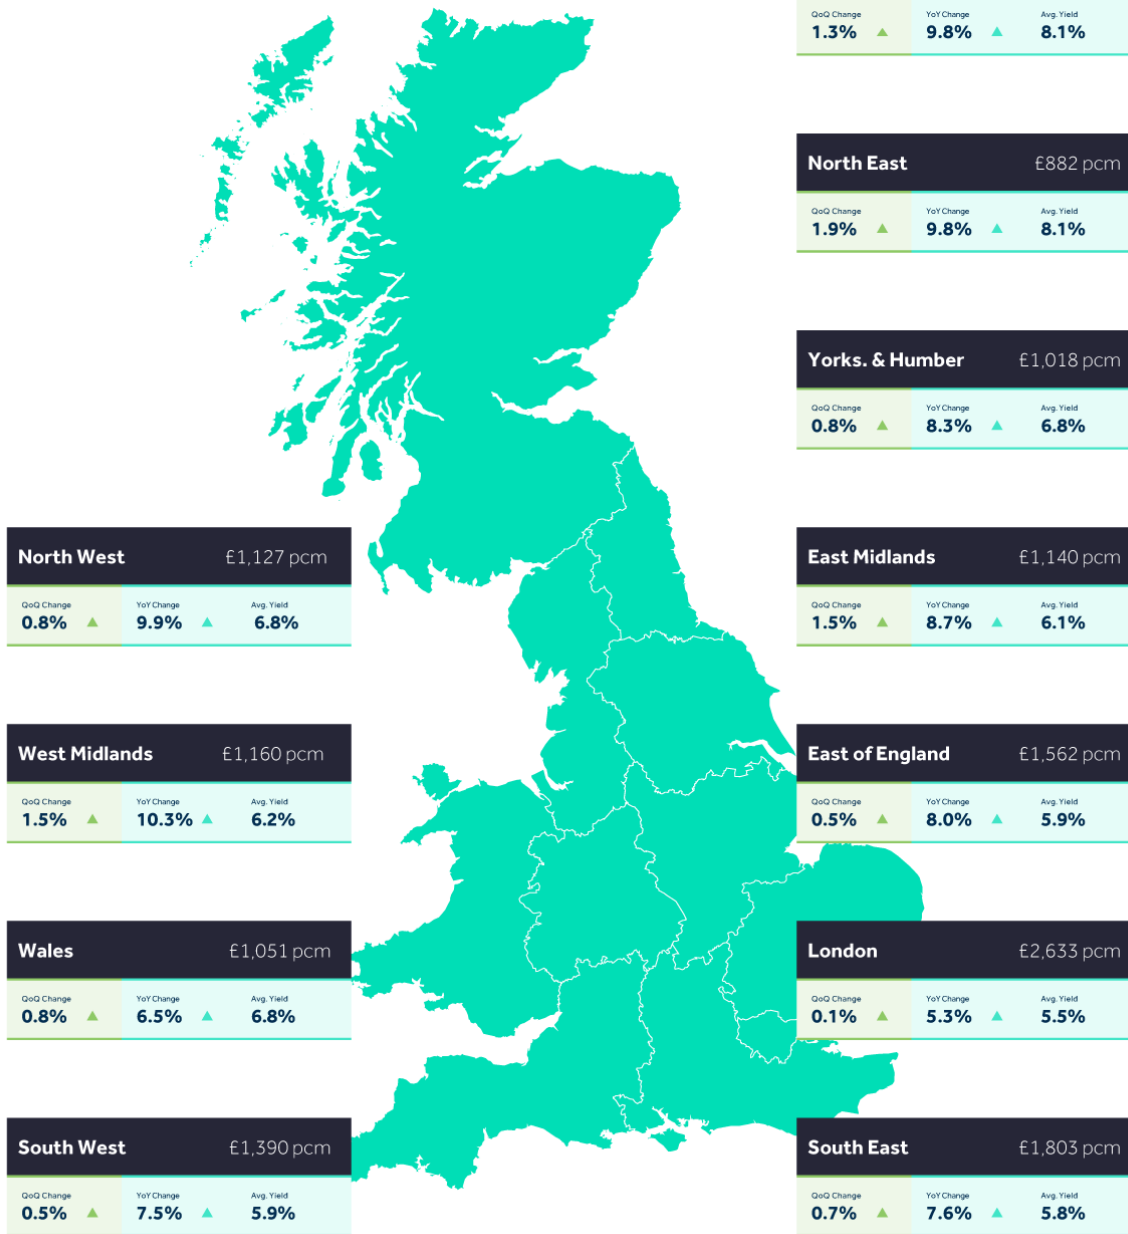 QoQ Change YoY Change Avg. Yield
1.3% 9.8% 8.1%
North East £882 pcm
QoQ Change YoY Change Avg. Yield
1.9% 9.8% 8.1%
Yorks. & Humber £1,018 pcm
QoQ Change YoY Change Avg. Yield
0.8% 8.3% 6.8%
North West £1,127 pcm
QoQ Change YoY Change Avg. Yield
0.8% 9.9% 6.8%
East Midlands £1,140 pcm
QoQ Change YoY Change Avg. Yield
1.5% 8.7% 6.1%
West Midlands £1,160 pcm
QoQ Change YoY Change Avg. Yield
1.5% 10.3% 6.2%
East of England £1,562 pcm
QoQ Change YoY Change Avg. Yield
0.5% 8.0% 5.9%
Wales £1,051 pcm
QoQ Change YoY Change Avg. Yield
0.8% 6.5% 6.8%
London £2,633 pcm
QoQ Change YoY Change Avg. Yield
0.1% 5.3% 5.5%
South West £1,390 pcm
QoQ Change YoY Change Avg. Yield
0.5% 7.5% 5.9%
South East £1,803 pcm
QoQ Change YoY Change Avg. Yield
0.7% 7.6% 5.8%